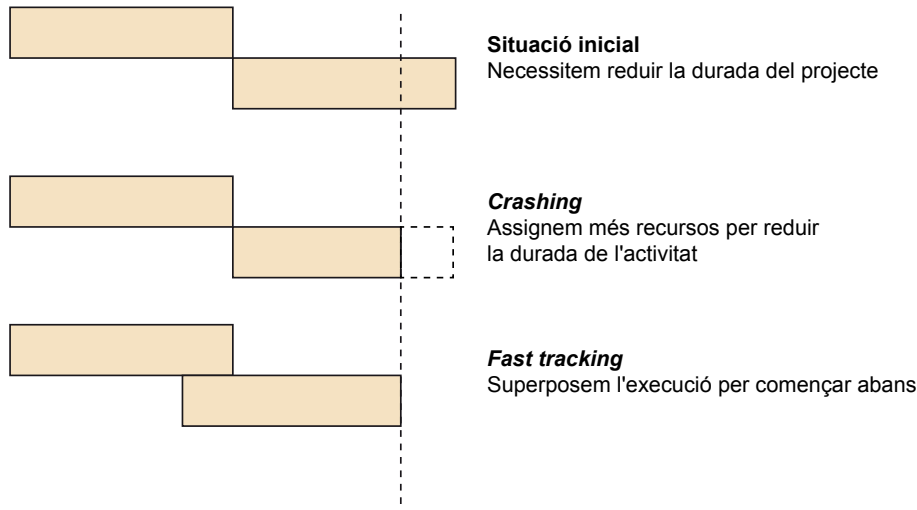 Situació inicial
Necessitem reduir la durada del projecte
Crashing
Assignem més recursos per reduir
la durada de l'activitat
Fast tracking
Superposem l'execució per començar abans